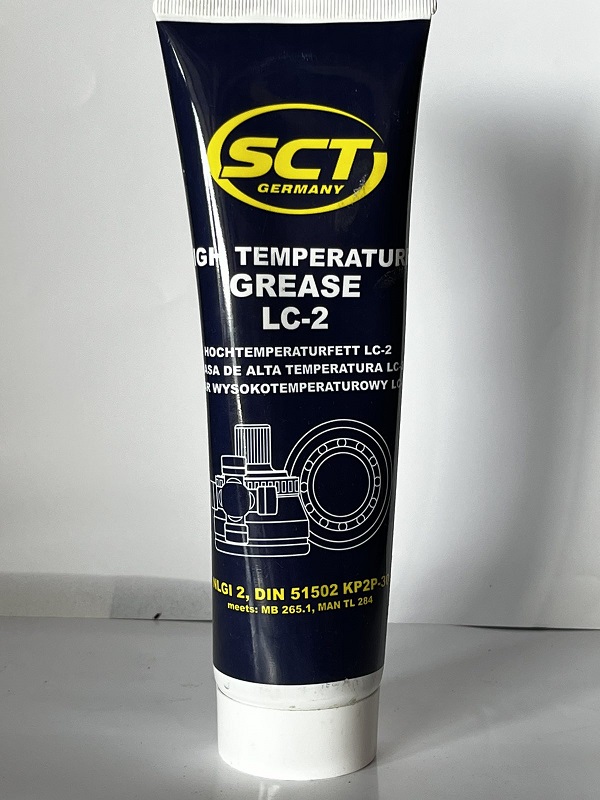 SCT
GERMANY
IGH TEMPERATUR
GREASE
LC-2
HOCHTEMPERATURFETT LC-2
ASA DE ALTA TEMPERATURA LC-
R WYSOKOTEMPERATUROWY LC
NLGI 2, DIN 51502 KP2P-3
meets: MB 265.1, MAN TL 284